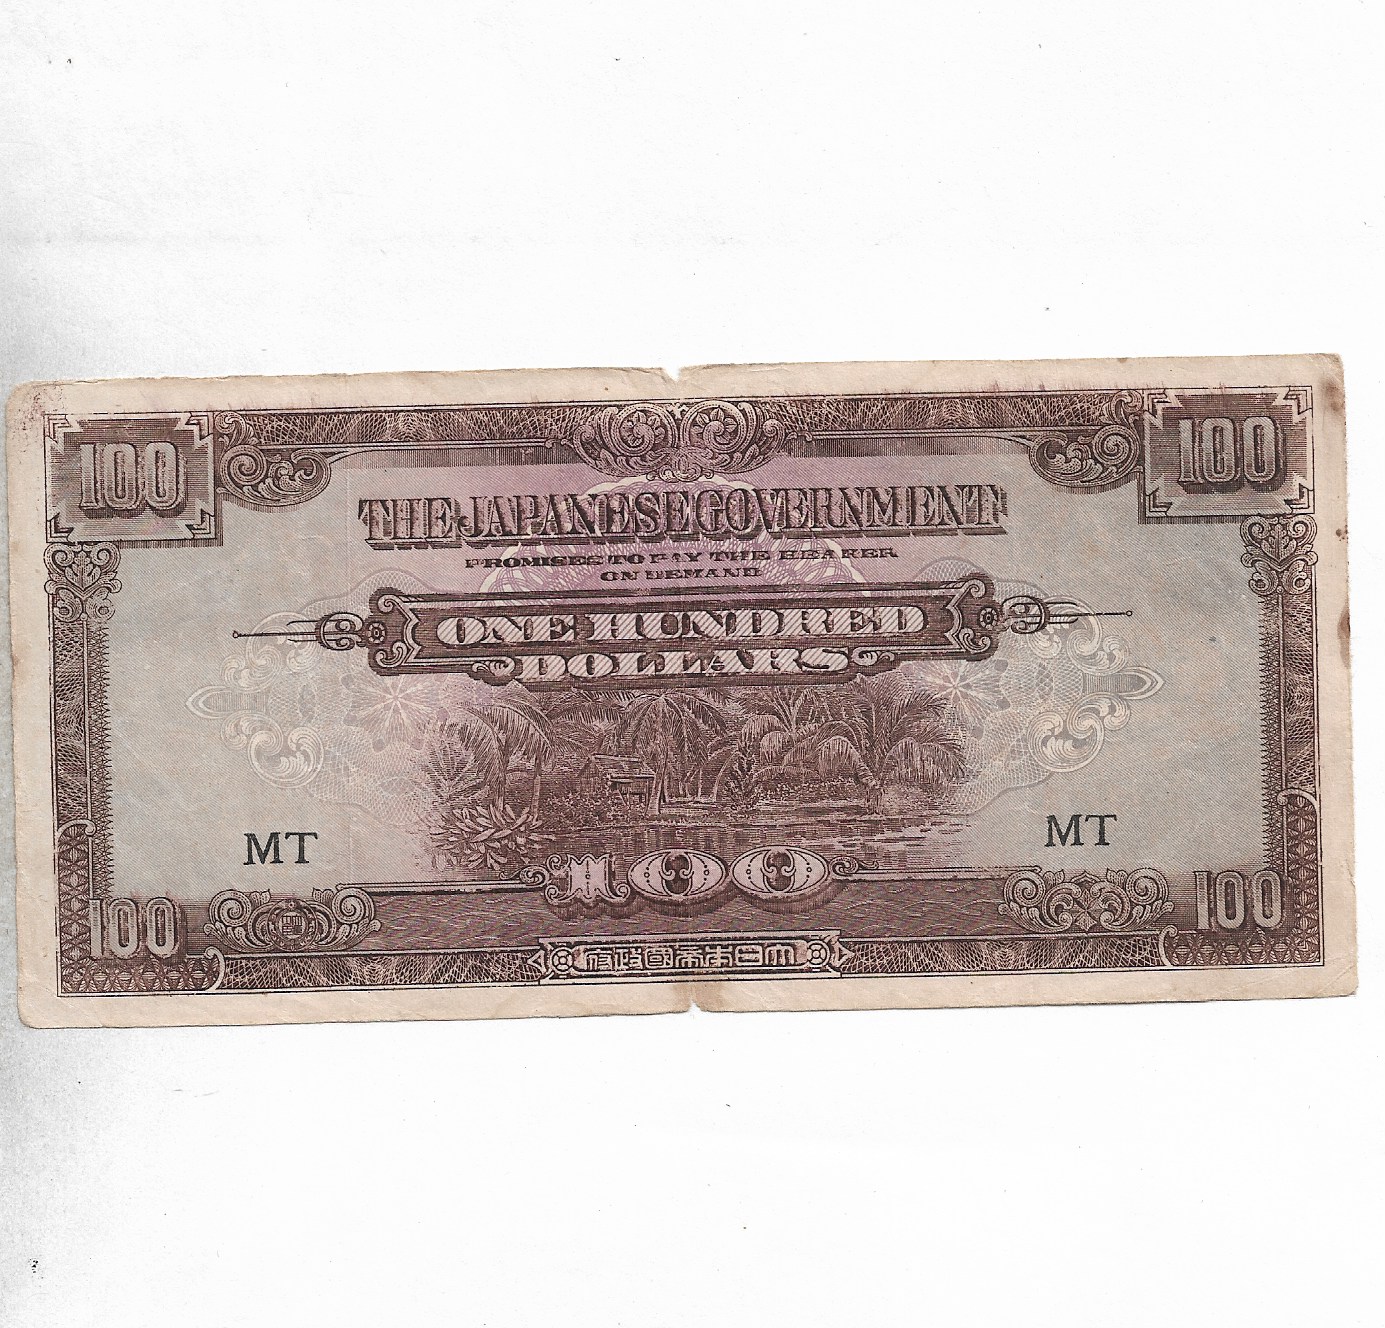 100 100
THE JAPANESE GOVERNMENT
PROMISES TO PAY THE BEARER
ON DEMAND
ONE HUNDRED
DOLLARS
MT MT
100
100 100
府政國帝本日大